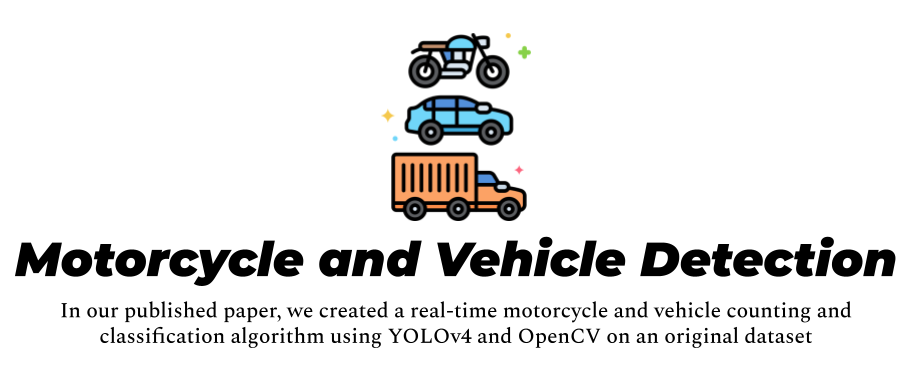 Motorcycle and Vehicle Detection
In our published paper, we created a real-time motorcycle and vehicle counting and
classification algorithm using YOLOv4 and OpenCV on an original dataset